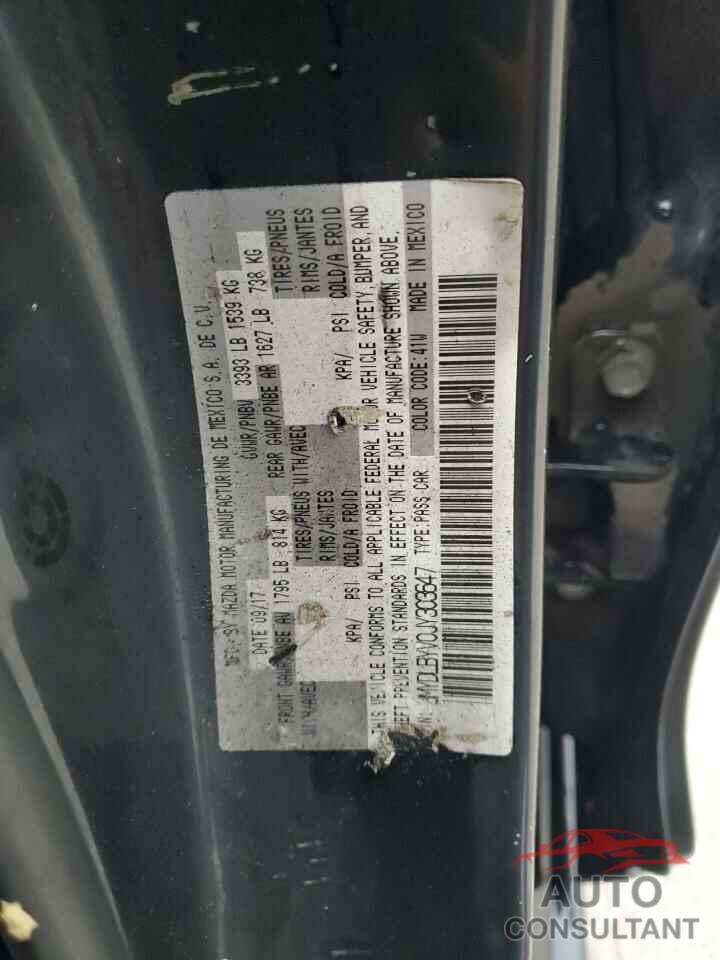 MFD. BY MAZDA MOTOR MANUFACTURING DE MEXICO S.A. DE C.V.
DATE 09/17 GVWR/PNBV 3393 LB 1539 KG
FRONT GAWR/PNBE AV 1795 LB 814 KG REAR GAWR/PNBE AR 1627 LB 738 KG
WITH/AVEC TIRES/PNEUS WITH/AVEC TIRES/PNEUS
RIMS/JANTES RIMS/JANTES
KPA/ PSI COLD/A FROID KPA/ PSI COLD/A FROID
THIS VEHICLE CONFORMS TO ALL APPLICABLE FEDERAL MOTOR VEHICLE SAFETY, BUMPER, AND
THEFT PREVENTION STANDARDS IN EFFECT ON THE DATE OF MANUFACTURE SHOWN ABOVE.
TYPE:PASS CAR COLOR CODE:41W MADE IN MEXICO
AUTO
CONSULTANT